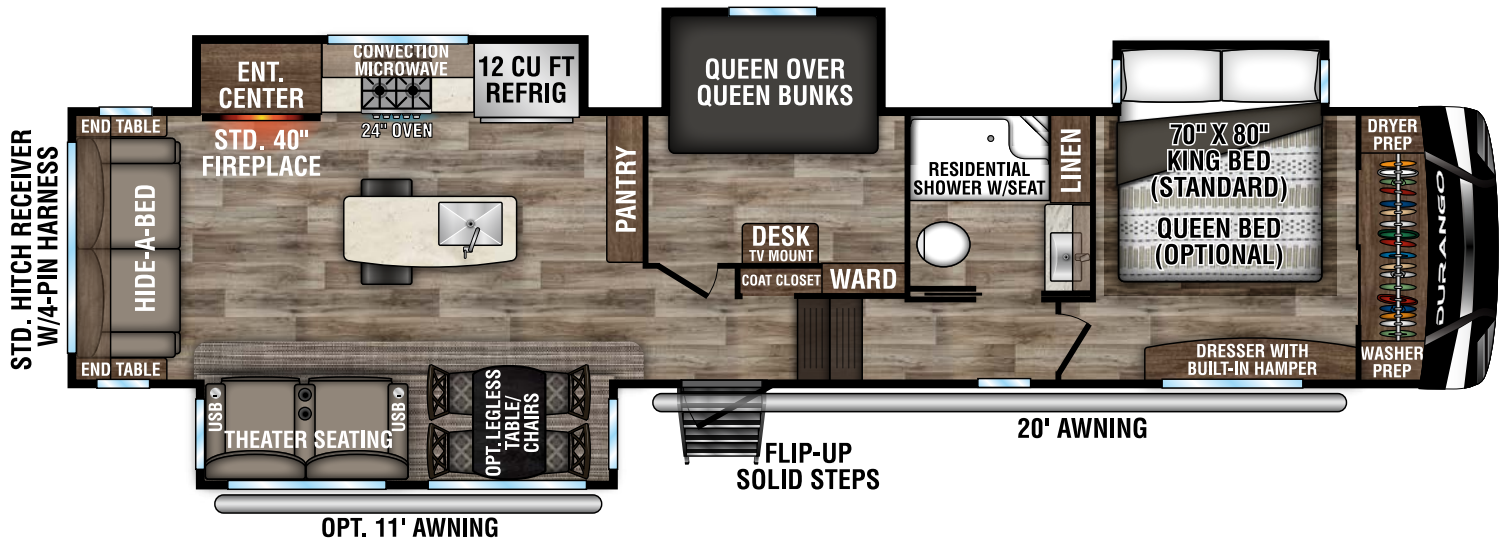 STD. HITCH RECEIVER
W/4-PIN HARNESS
END TABLE
HIDE-A-BED
END TABLE
ENT.
CENTER
STD. 40"
FIREPLACE
CONVECTION
MICROWAVE
24" OVEN
12 CU FT
REFRIG
PANTRY
QUEEN OVER
QUEEN BUNKS
DESK
TV MOUNT
COAT CLOSET
WARD
RESIDENTIAL
SHOWER W/SEAT
LINEN
70" X 80"
KING BED
(STANDARD)
QUEEN BED
(OPTIONAL)
DRYER
PREP
DURANGO
WASHER
PREP
DRESSER WITH
BUILT-IN HAMPER
USB
USB
THEATER SEATING
OPT. LEGLESS
TABLE/
CHAIRS
FLIP-UP
SOLID STEPS
20' AWNING
OPT. 11' AWNING